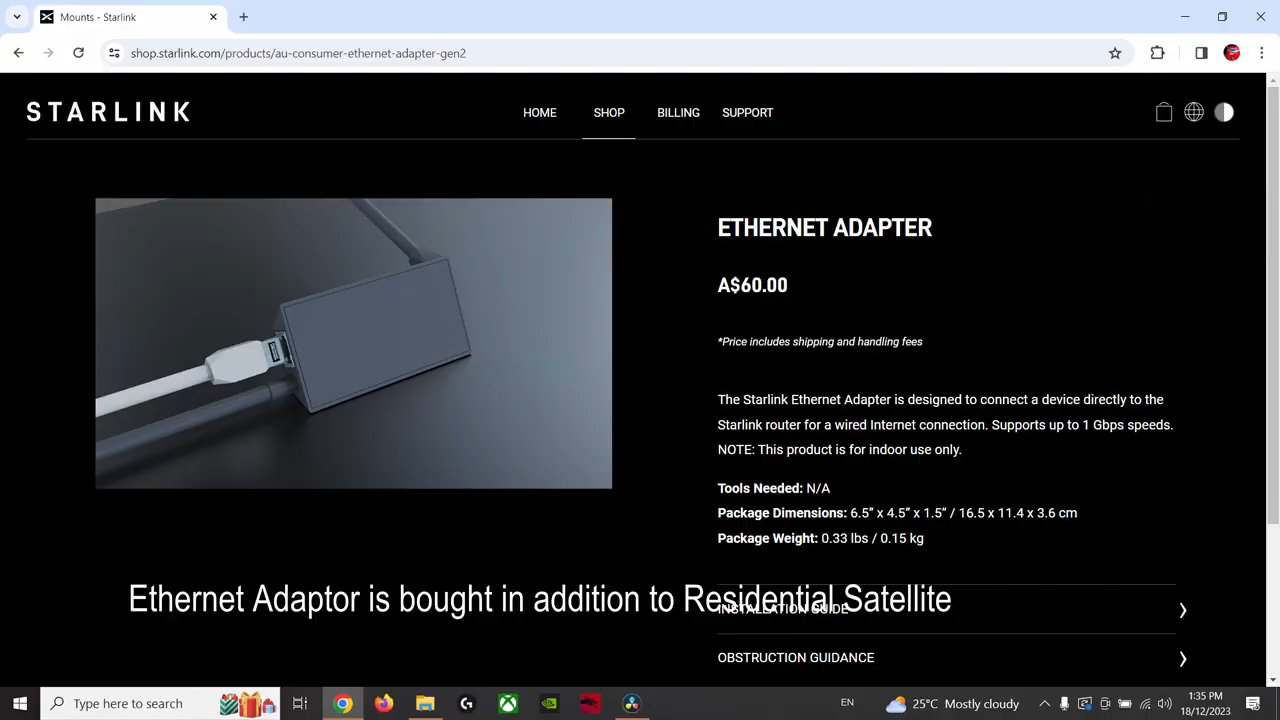 Mounts - Starlink
shop.starlink.com/products/au-consumer-ethernet-adapter-gen2
STARLINK
HOME
SHOP
BILLING
SUPPORT
ETHERNET ADAPTER
A$60.00
*Price includes shipping and handling fees
The Starlink Ethernet Adapter is designed to connect a device directly to the
Starlink router for a wired Internet connection. Supports up to 1 Gbps speeds.
NOTE: This product is for indoor use only.
Tools Needed: N/A
Package Dimensions: 6.5” x 4.5” x 1.5” / 16.5 x 11.4 x 3.6 cm
Package Weight: 0.33 lbs / 0.15 kg
Ethernet Adaptor is bought in addition to Residential Satellite
INSTALLATION GUIDE
OBSTRUCTION GUIDANCE
Type here to search
EN
25°C Mostly cloudy
1:35 PM
18/12/2023